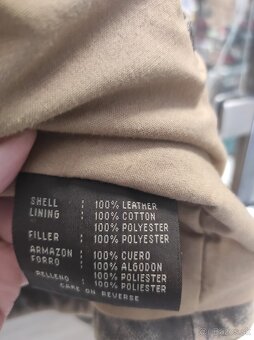 SHELL : 100% LEATHER
LINING : 100% COTTON
100% POLYESTER
FILLER : 100% POLYESTER
ARMAZON : 100% CUERO
FORRO : 100% ALGODON
100% POLIESTER
RELLENO : 100% POLIESTER
CARE ON REVERSE